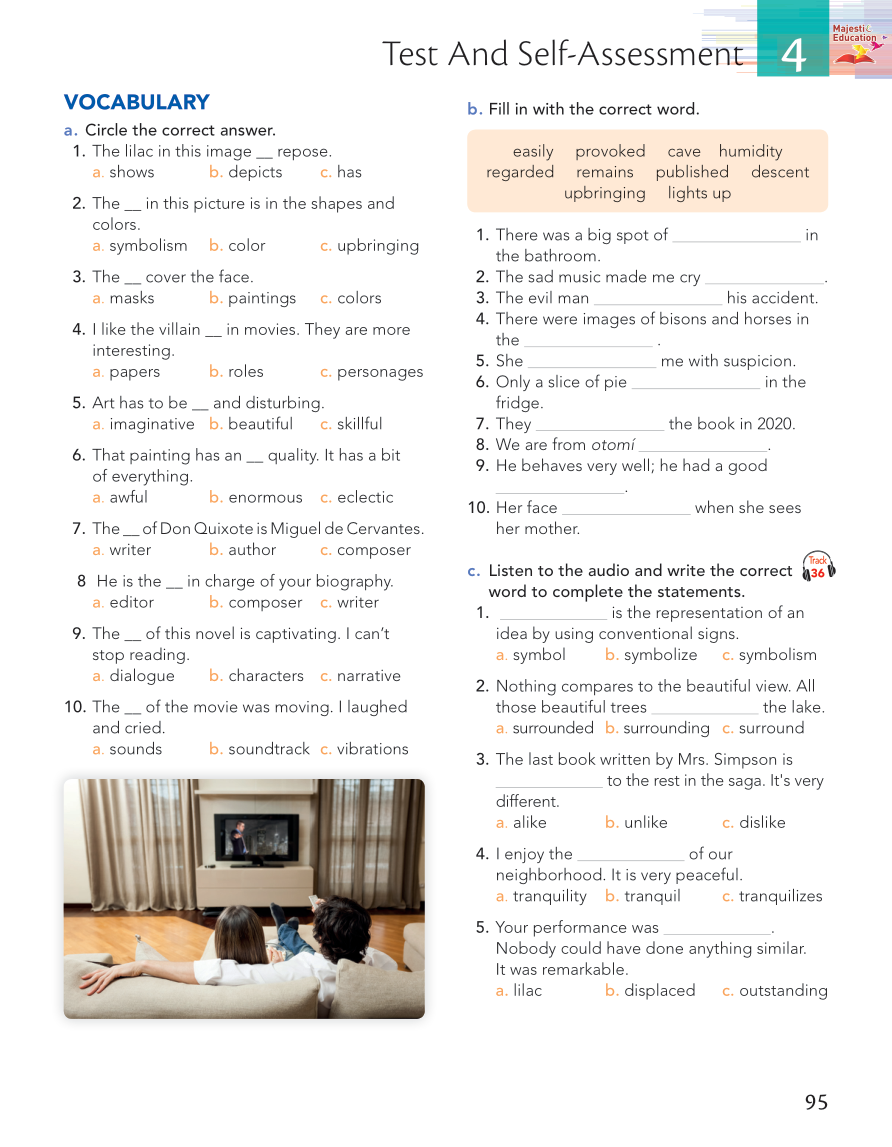 Test And Self-Assessment
4
Majestic
Education
VOCABULARY
a. Circle the correct answer.
1. The lilac in this image __ repose.
a. shows b. depicts c. has
2. The __ in this picture is in the shapes and
colors.
a. symbolism b. color c. upbringing
3. The __ cover the face.
a. masks b. paintings c. colors
4. I like the villain __ in movies. They are more
interesting.
a. papers b. roles c. personages
5. Art has to be __ and disturbing.
a. imaginative b. beautiful c. skillful
6. That painting has an __ quality. It has a bit
of everything.
a. awful b. enormous c. eclectic
7. The __ of Don Quixote is Miguel de Cervantes.
a. writer b. author c. composer
8 He is the __ in charge of your biography.
a. editor b. composer c. writer
9. The __ of this novel is captivating. I can’t
stop reading.
a. dialogue b. characters c. narrative
10. The __ of the movie was moving. I laughed
and cried.
a. sounds b. soundtrack c. vibrations
b. Fill in with the correct word.
easily provoked cave humidity
regarded remains published descent
upbringing lights up
1. There was a big spot of ______________ in
the bathroom.
2. The sad music made me cry ______________.
3. The evil man ______________ his accident.
4. There were images of bisons and horses in
the ______________ .
5. She ______________ me with suspicion.
6. Only a slice of pie ______________ in the
fridge.
7. They ______________ the book in 2020.
8. We are from otomí ______________.
9. He behaves very well; he had a good
______________.
10. Her face ______________ when she sees
her mother.
c. Listen to the audio and write the correct
word to complete the statements.
Track
36
1. ____________ is the representation of an
idea by using conventional signs.
a. symbol b. symbolize c. symbolism
2. Nothing compares to the beautiful view. All
those beautiful trees ____________ the lake.
a. surrounded b. surrounding c. surround
3. The last book written by Mrs. Simpson is
____________ to the rest in the saga. It's very
different.
a. alike b. unlike c. dislike
4. I enjoy the ____________ of our
neighborhood. It is very peaceful.
a. tranquility b. tranquil c. tranquilizes
5. Your performance was ____________.
Nobody could have done anything similar.
It was remarkable.
a. lilac b. displaced c. outstanding
95